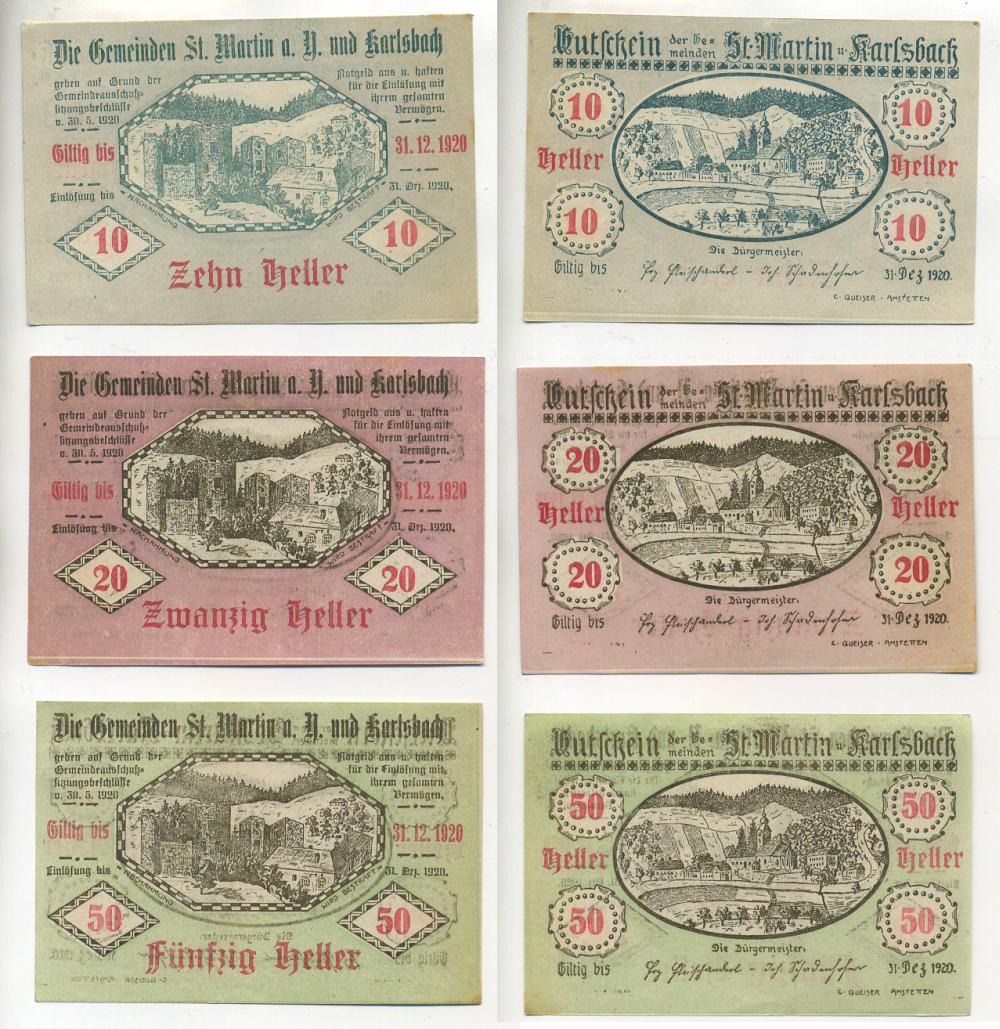 Die Gemeinden St. Martin a. Y. und Karlsbach
geben auf Grund der
Gemeindeausschuß-
sitzungsbeschlüsse
v. 30. 5. 1920
Notgeld aus u. haften
für die Einlösung mit
ihrem gesamten
Vermögen.
Giltig bis
31. 12. 1920
Einlösung bis
31. Dez. 1920.
NACHAHMUNG
WIRD BESTRAFT
10
10
Zehn Heller
Gutschein der Ge=
meinden St. Martin u. Karlsbach
10
10
Heller
Heller
10
10
Die Bürgermeister:
Giltig bis
31. Dez 1920.
C. QUEISER - AMSTETTEN
Die Gemeinden St. Martin a. Y. und Karlsbach
geben auf Grund der
Gemeindeausschuß-
sitzungsbeschlüsse
v. 30. 5. 1920
Notgeld aus u. haften
für die Einlösung mit
ihrem gesamten
Vermögen.
Giltig bis
31. 12. 1920
Einlösung bis
31. Dez. 1920.
NACHAHMUNG
WIRD BESTRAFT
20
20
Zwanzig Heller
Gutschein der Ge=
meinden St. Martin u. Karlsbach
20
20
Heller
Heller
20
20
Die Bürgermeister:
Giltig bis
31. Dez 1920.
C. QUEISER - AMSTETTEN
Die Gemeinden St. Martin a. Y. und Karlsbach
geben auf Grund der
Gemeindeausschuß-
sitzungsbeschlüsse
v. 30. 5. 1920
Notgeld aus u. haften
für die Einlösung mit
ihrem gesamten
Vermögen.
Giltig bis
31. 12. 1920
Einlösung bis
31. Dez. 1920.
NACHAHMUNG
WIRD BESTRAFT
50
50
Fünfzig Heller
Gutschein der Ge=
meinden St. Martin u. Karlsbach
50
50
Heller
Heller
50
50
Die Bürgermeister:
Giltig bis
31. Dez 1920.
C. QUEISER AMSTETTEN